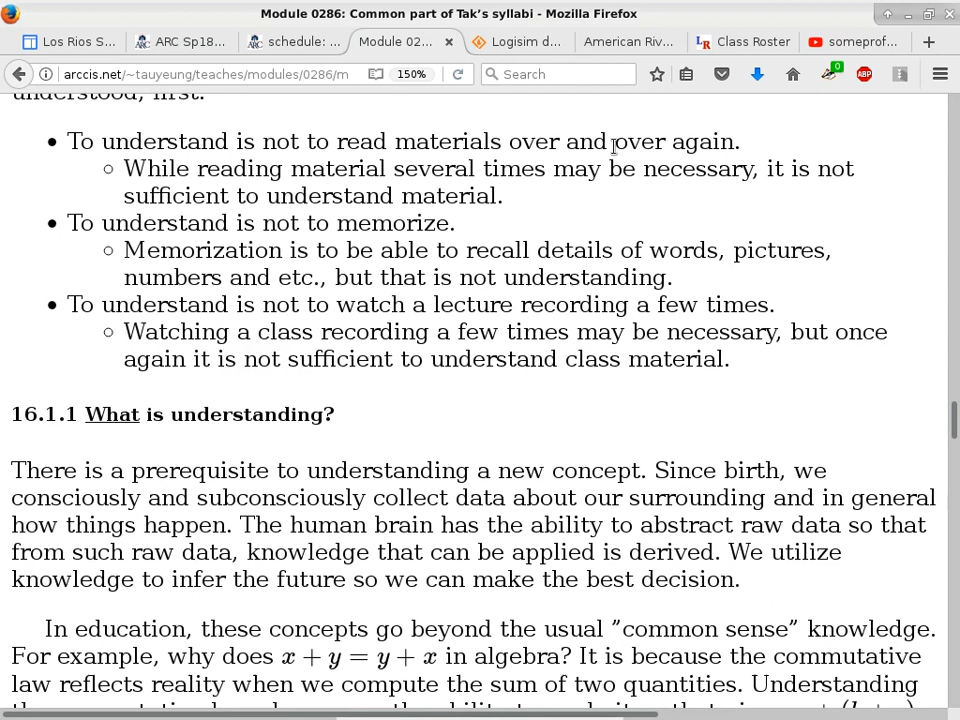 Module 0286: Common part of Tak's syllabi - Mozilla Firefox
Los Rios S... ARC Sp18... schedule: ... Module 02... Logisim d... American Riv... Class Roster someprof...
arccis.net/~tauyeung/teaches/modules/0286/m 150% Search 0 ABP
understood, first.
• To understand is not to read materials over and over again.
While reading material several times may be necessary, it is not
sufficient to understand material.
• To understand is not to memorize.
Memorization is to be able to recall details of words, pictures,
numbers and etc., but that is not understanding.
• To understand is not to watch a lecture recording a few times.
Watching a class recording a few times may be necessary, but once
again it is not sufficient to understand class material.
16.1.1 What is understanding?
There is a prerequisite to understanding a new concept. Since birth, we
consciously and subconsciously collect data about our surrounding and in general
how things happen. The human brain has the ability to abstract raw data so that
from such raw data, knowledge that can be applied is derived. We utilize
knowledge to infer the future so we can make the best decision.
In education, these concepts go beyond the usual ”common sense” knowledge.
For example, why does x + y = y + x in algebra? It is because the commutative
law reflects reality when we compute the sum of two quantities. Understanding